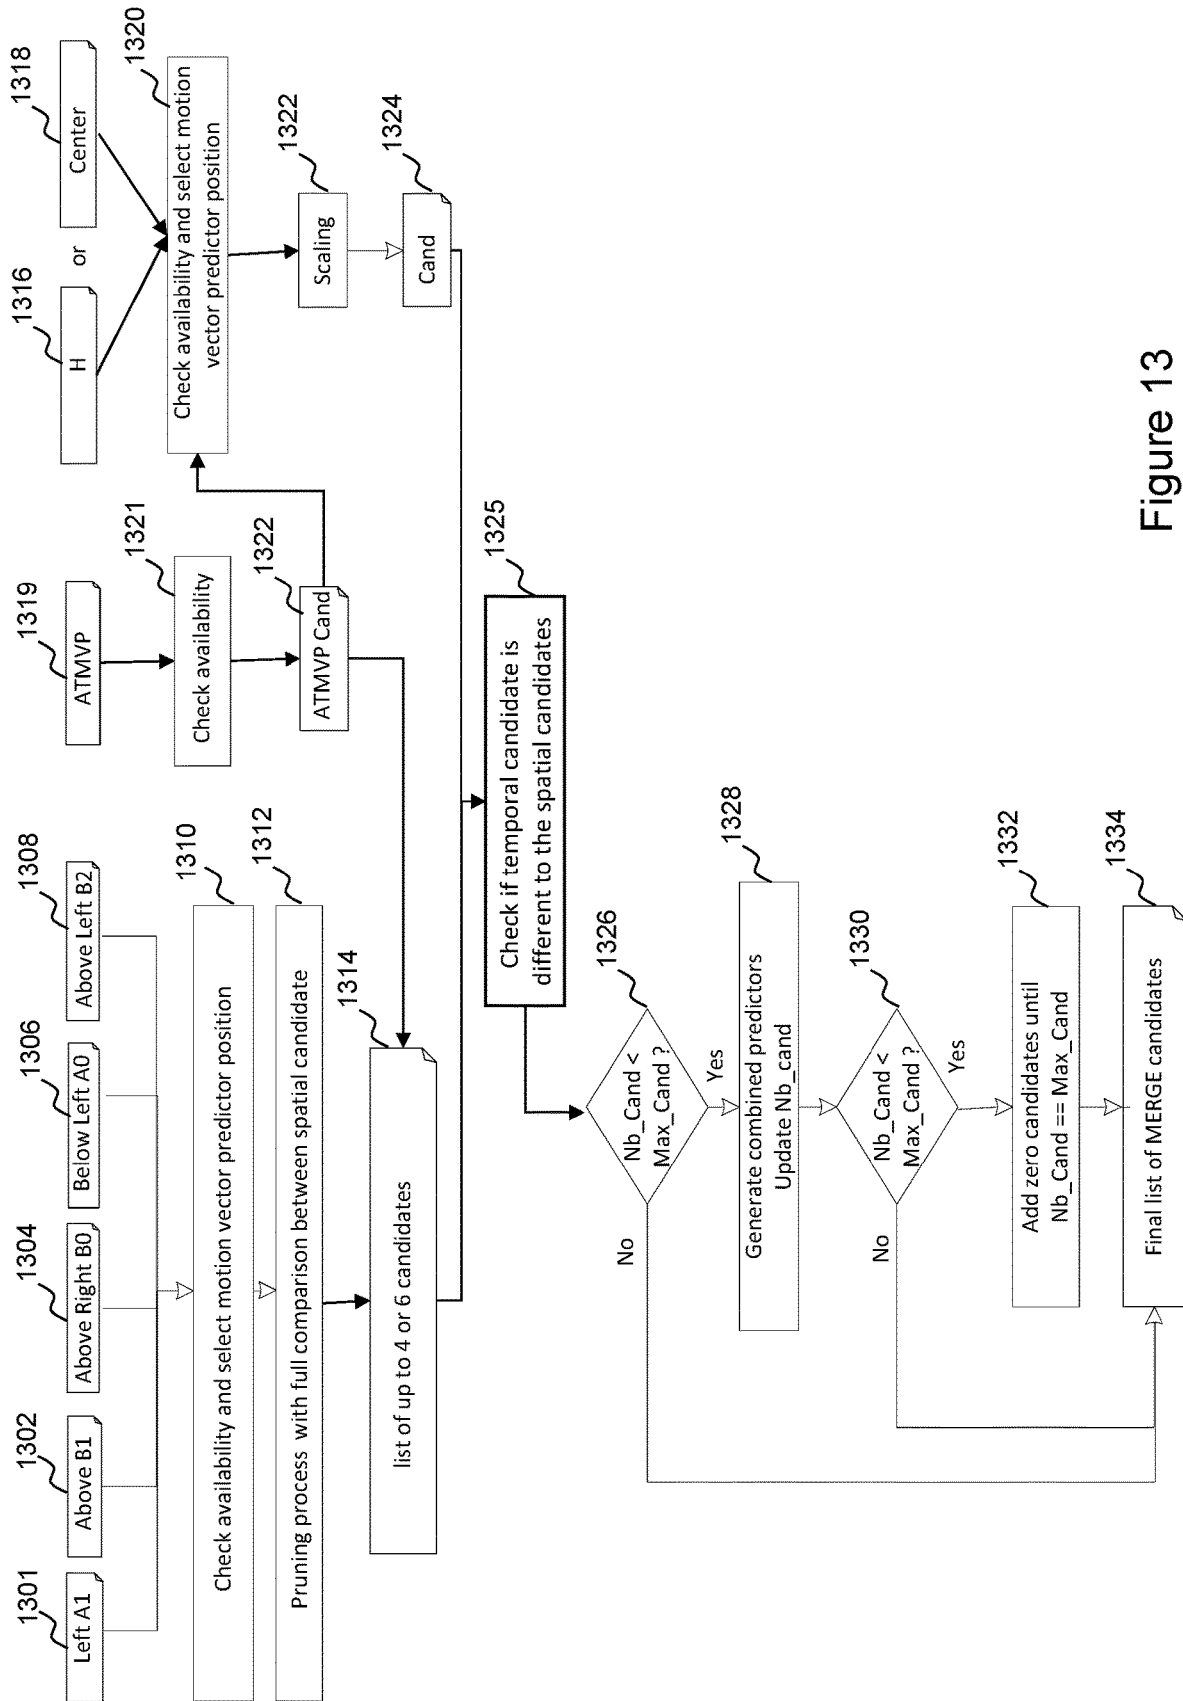 1301
Left A1
1302
Above B1
1304
Above Right B0
1306
Below Left A0
1308
Above Left B2
1319
ATMVP
1316
H
or
1318
Center
1310
Check availability and select motion vector predictor position
1312
Pruning process with full comparison between spatial candidate
1321
Check availability
1322
ATMVP Cand
1320
Check availability and select motion
vector predictor position
1322
Scaling
1324
Cand
1314
list of up to 4 or 6 candidates
1325
Check if temporal candidate is
different to the spatial candidates
1326
Nb_Cand <
Max_Cand ?
No
Yes
1328
Generate combined predictors
Update Nb_cand
1330
Nb_Cand <
Max_Cand ?
No
Yes
1332
Add zero candidates until
Nb_Cand == Max_Cand
1334
Final list of MERGE candidates
Figure 13